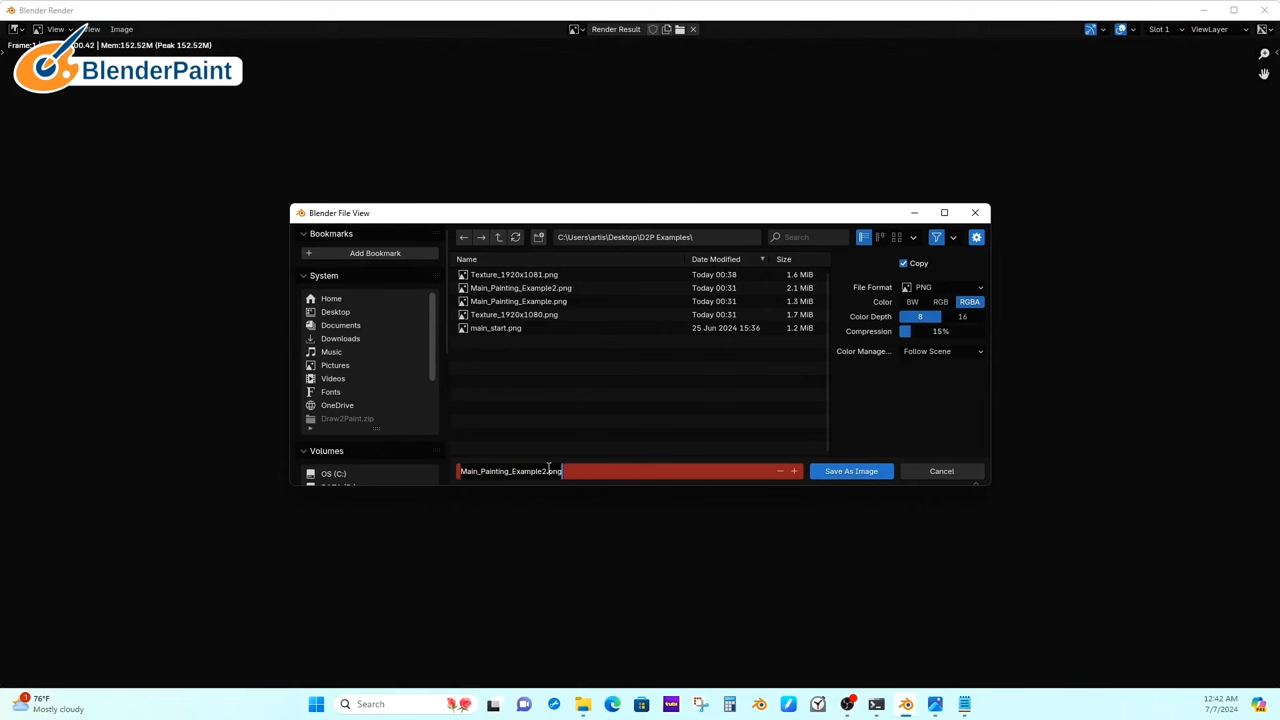 Blender Render
View
View
Image
Render Result
Slot 1
ViewLayer
00.42 | Mem:152.52M (Peak 152.52M)
BlenderPaint
Blender File View
Bookmarks
Add Bookmark
System
Home
Desktop
Documents
Downloads
Music
Pictures
Videos
Fonts
OneDrive
Draw2Paint.zip
Volumes
OS (C:)
C:\Users\artis\Desktop\D2P Examples\
Search
Name Date Modified Size
Texture_1920x1081.png Today 00:38 1.6 MiB
Main_Painting_Example2.png Today 00:31 2.1 MiB
Main_Painting_Example.png Today 00:31 1.3 MiB
Texture_1920x1080.png Today 00:31 1.7 MiB
main_start.png 25 Jun 2024 15:36 1.2 MiB
Copy
File Format PNG
Color BW RGB RGBA
Color Depth 8 16
Compression 15%
Color Manage... Follow Scene
Main_Painting_Example2.png
Save As Image
Cancel
1
76°F
Mostly cloudy
Search
12:42 AM
7/7/2024